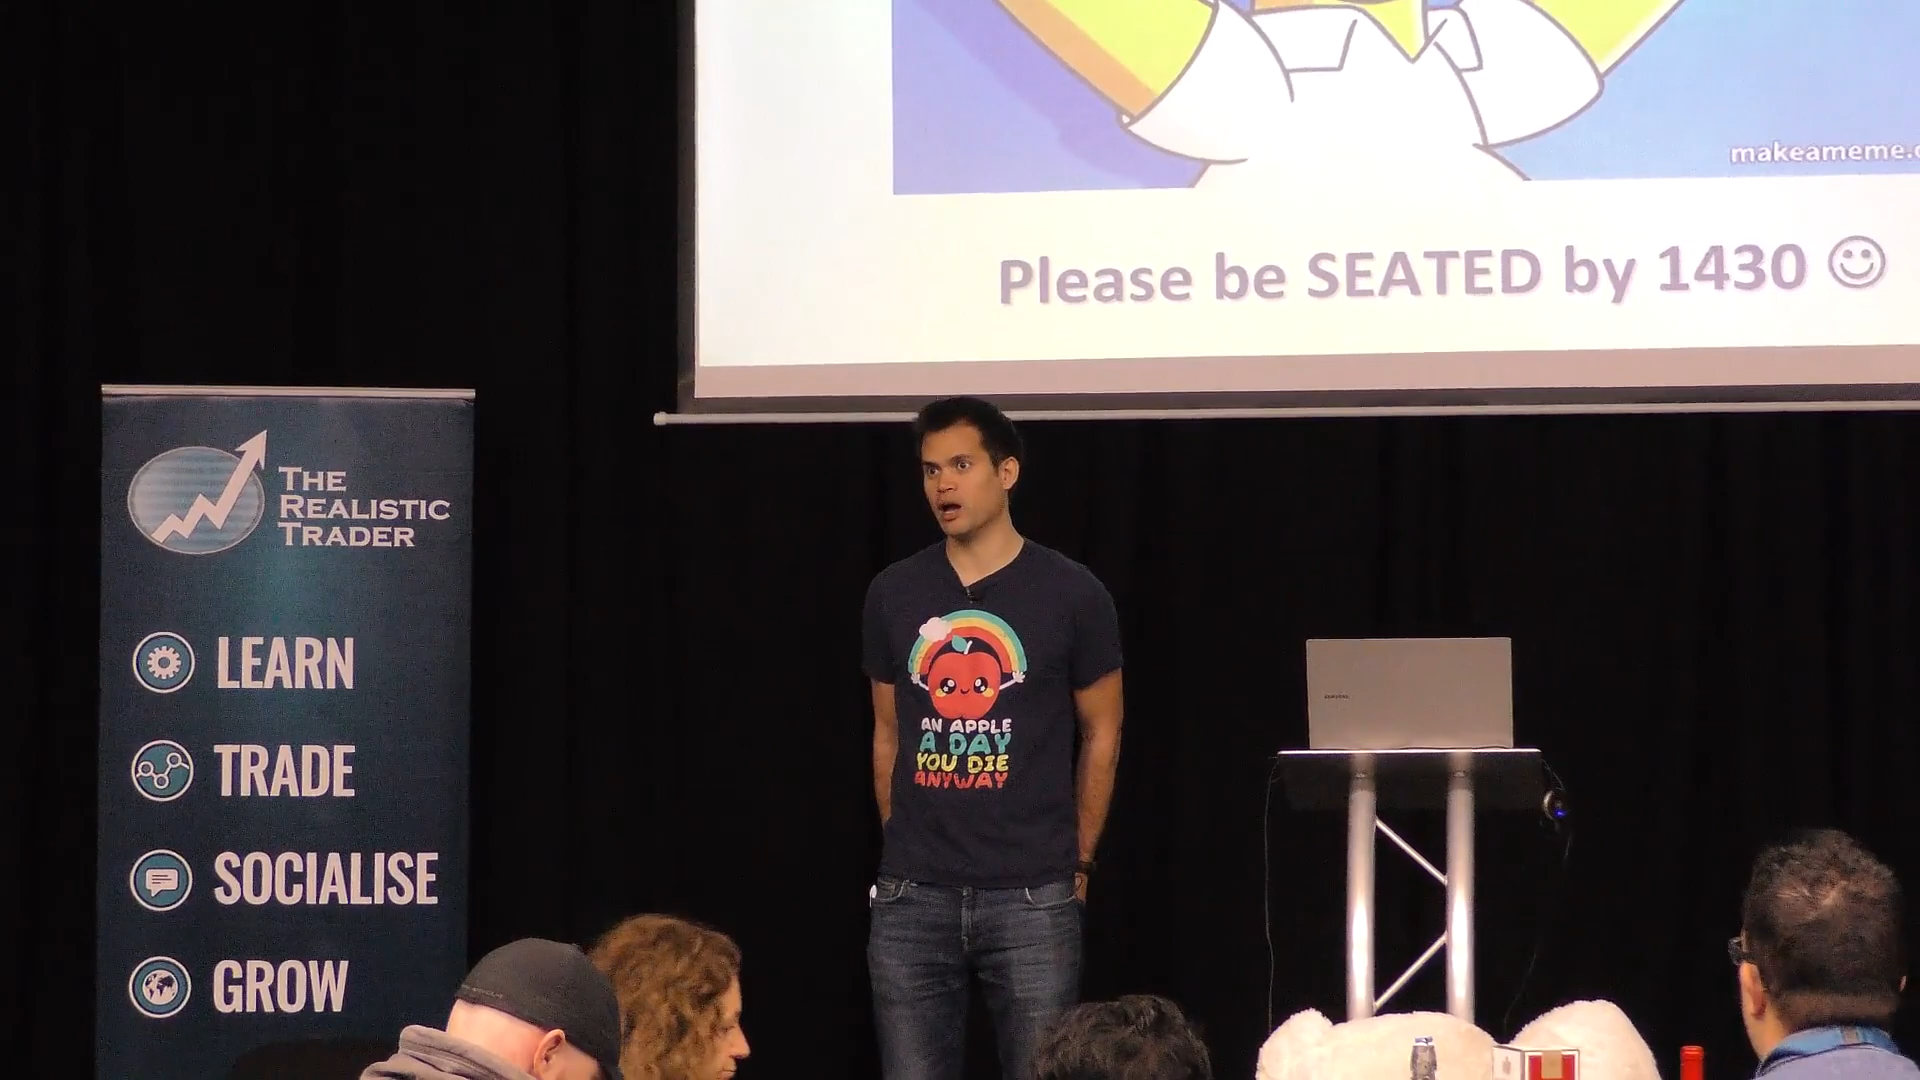 makeameme.
Please be SEATED by 1430 ☺
THE
REALISTIC
TRADER
LEARN
TRADE
SOCIALISE
GROW
AN APPLE
A DAY
YOU DIE
ANYWAY
SAMSUNG